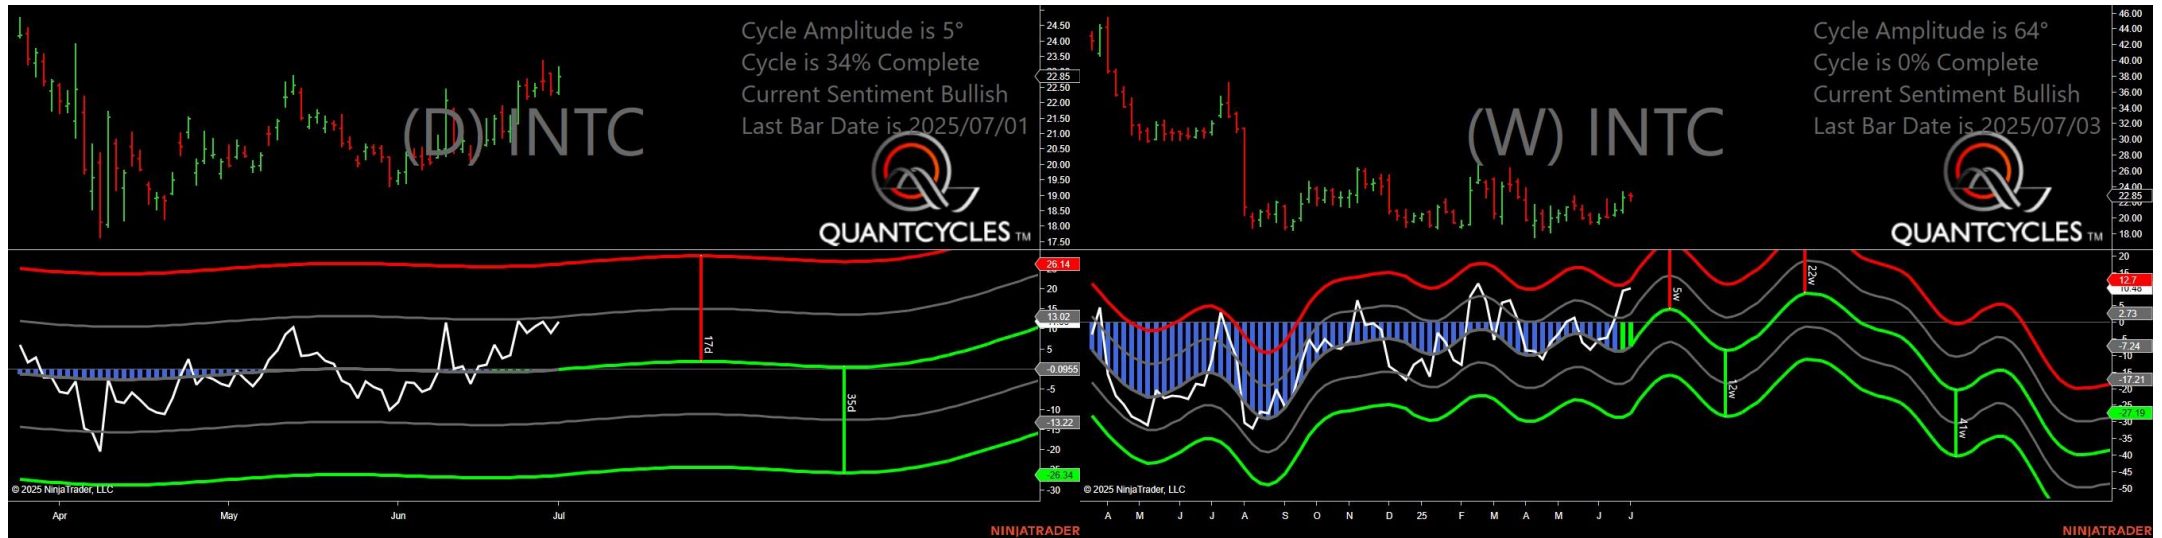 Cycle Amplitude is 5°
Cycle is 34% Complete
Current Sentiment Bullish
Last Bar Date is 2025/07/01
(D) INTC
QUANTCYCLES TM
24.50
24.00
23.50
22.85
22.50
22.00
21.50
21.00
20.50
20.00
19.50
19.00
18.50
18.00
17.50
26.14
20
15
13.02
10
5
-0.0955
-5
-10
-13.22
-15
-26.34
-30
17d
35d
© 2025 NinjaTrader, LLC
Apr
May
Jun
Jul
NINJATRADER
Cycle Amplitude is 64°
Cycle is 0% Complete
Current Sentiment Bullish
Last Bar Date is 2025/07/03
(W) INTC
QUANTCYCLES TM
46.00
44.00
42.00
40.00
38.00
36.00
34.00
32.00
30.00
28.00
26.00
24.00
22.85
20.00
18.00
20
15
12.7
10.48
5
2.73
0
-5
-7.24
-10
-17.21
-20
-25
-27.19
-30
-35
-40
-45
-50
5w
12w
22w
41w
© 2025 NinjaTrader, LLC
A M J J A S O N D 25 F M A M J J
NINJATRADER